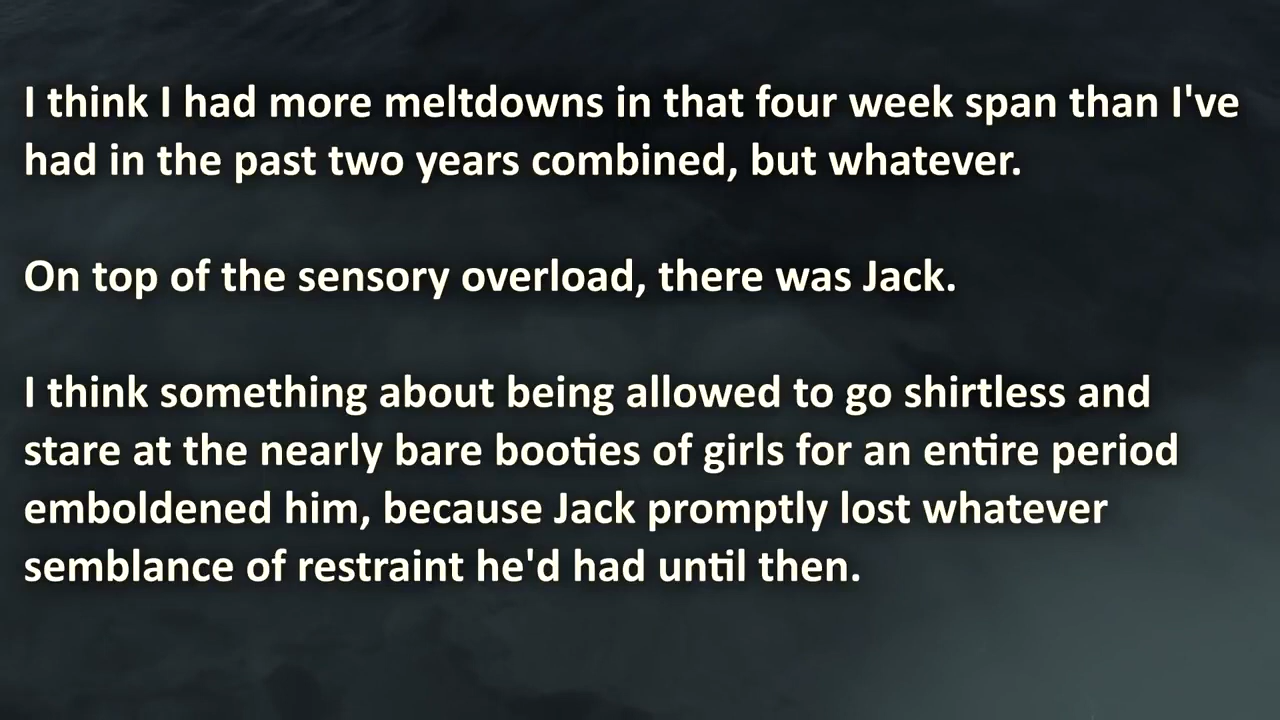 I think I had more meltdowns in that four week span than I've
had in the past two years combined, but whatever.
On top of the sensory overload, there was Jack.
I think something about being allowed to go shirtless and
stare at the nearly bare booties of girls for an entire period
emboldened him, because Jack promptly lost whatever
semblance of restraint he'd had until then.